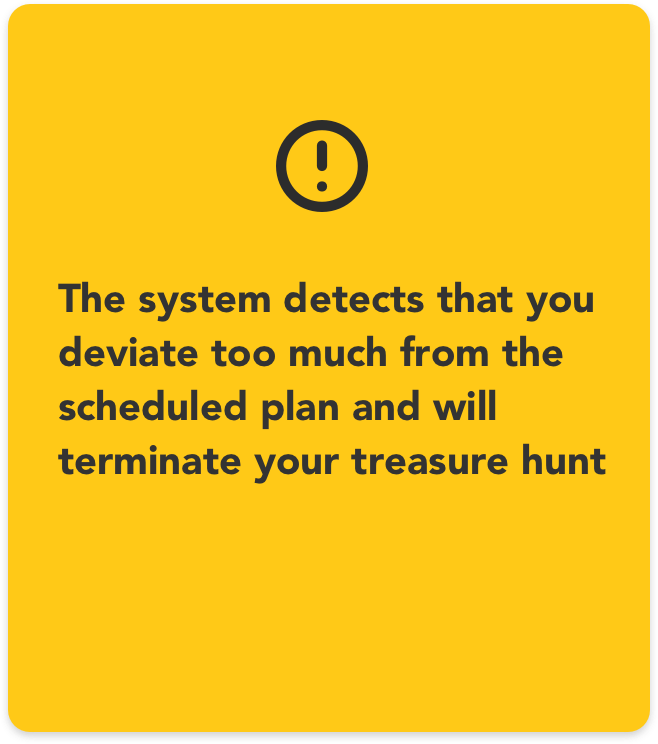 The system detects that you
deviate too much from the
scheduled plan and will
terminate your treasure hunt